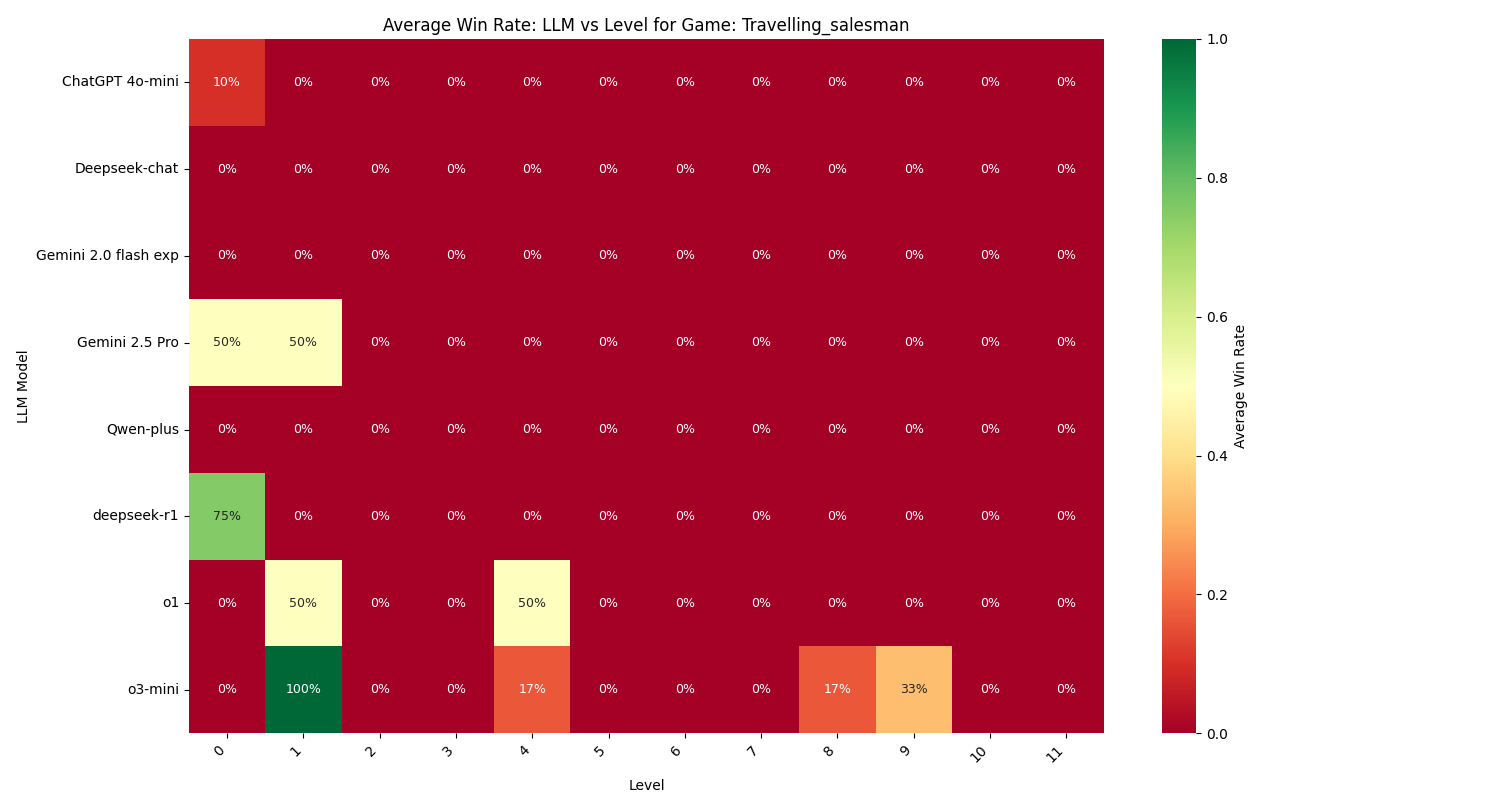 Average Win Rate: LLM vs Level for Game: Travelling_salesman
LLM Model
ChatGPT 4o-mini 10% 0% 0% 0% 0% 0% 0% 0% 0% 0% 0% 0%
Deepseek-chat 0% 0% 0% 0% 0% 0% 0% 0% 0% 0% 0% 0%
Gemini 2.0 flash exp 0% 0% 0% 0% 0% 0% 0% 0% 0% 0% 0% 0%
Gemini 2.5 Pro 50% 50% 0% 0% 0% 0% 0% 0% 0% 0% 0% 0%
Qwen-plus 0% 0% 0% 0% 0% 0% 0% 0% 0% 0% 0% 0%
deepseek-r1 75% 0% 0% 0% 0% 0% 0% 0% 0% 0% 0% 0%
o1 0% 50% 0% 0% 50% 0% 0% 0% 0% 0% 0% 0%
o3-mini 0% 100% 0% 0% 17% 0% 0% 0% 17% 33% 0% 0%
0 1 2 3 4 5 6 7 8 9 10 11
Level
1.0
0.8
0.6
0.4
0.2
0.0
Average Win Rate